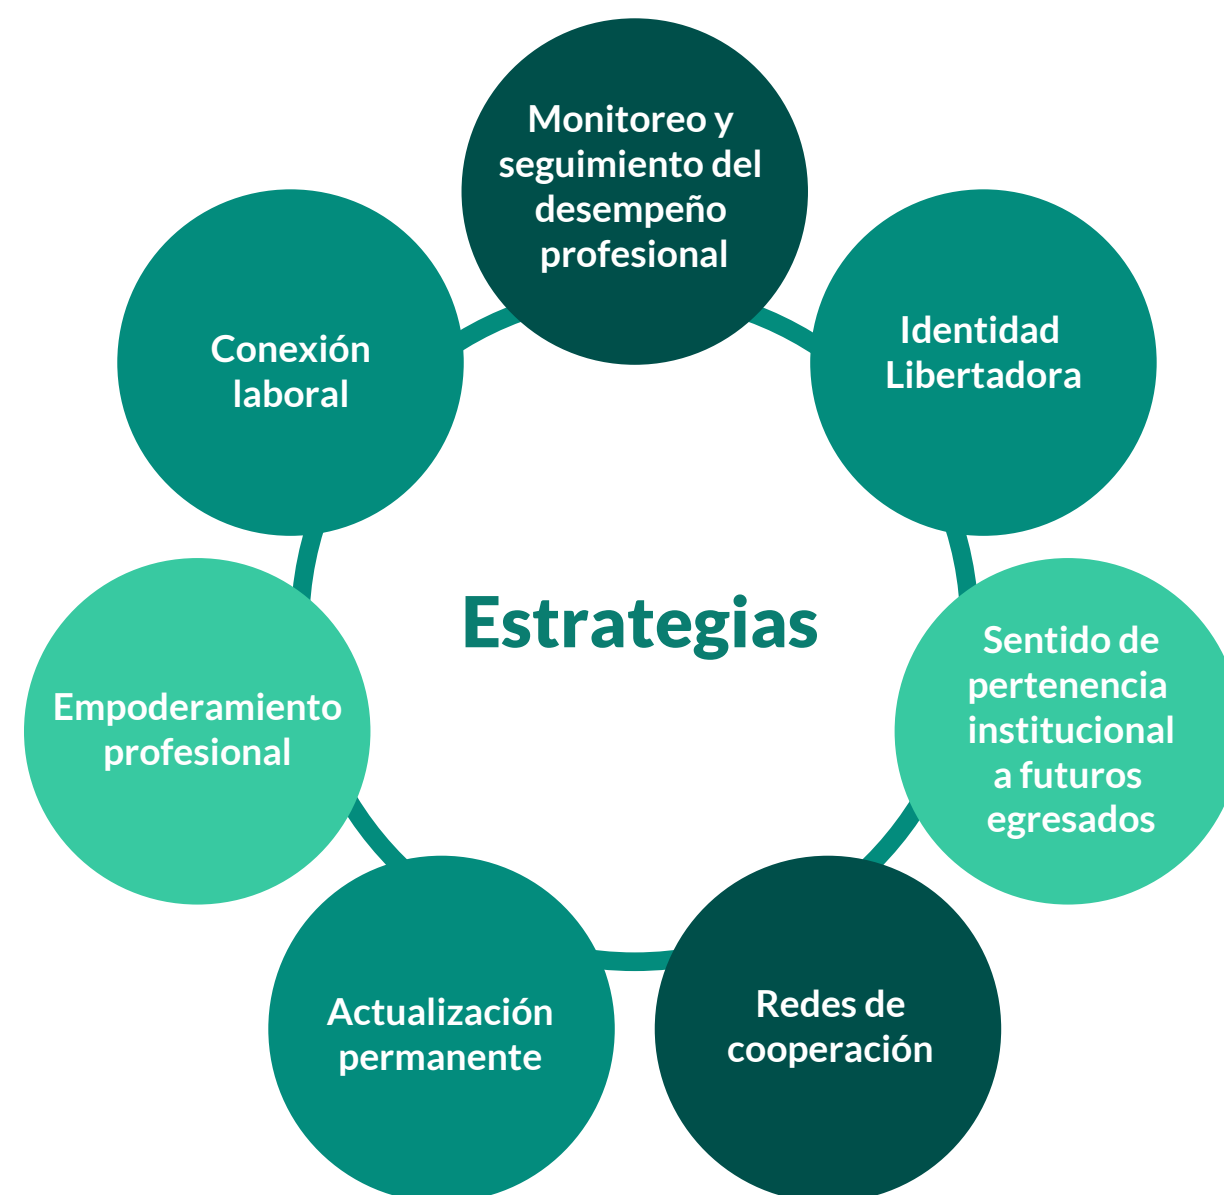 Monitoreo y
seguimiento del
desempeño
profesional
Identidad
Libertadora
Sentido de
pertenencia
institucional
a futuros
egresados
Redes de
cooperación
Actualización
permanente
Empoderamiento
profesional
Conexión
laboral
Estrategias